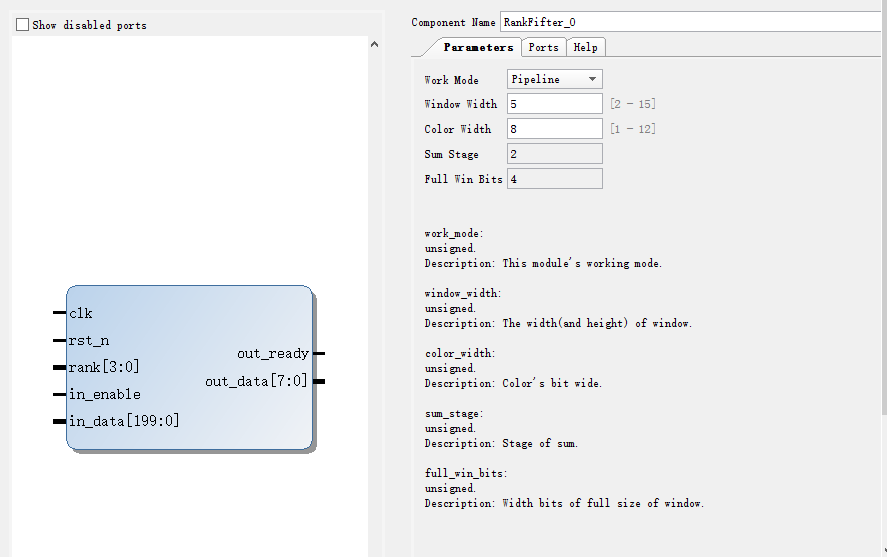 Show disabled ports
clk
rst_n
rank[3:0]
in_enable
in_data[199:0]
out_ready
out_data[7:0]
Component Name RankFifter_0
Parameters Ports Help
Work Mode Pipeline
Window Width 5 [2 - 15]
Color Width 8 [1 - 12]
Sum Stage 2
Full Win Bits 4
work_mode:
unsigned.
Description: This module's working mode.
window_width:
unsigned.
Description: The width(and height) of window.
color_width:
unsigned.
Description: Color's bit wide.
sum_stage:
unsigned.
Description: Stage of sum.
full_win_bits:
unsigned.
Description: Width bits of full size of window.